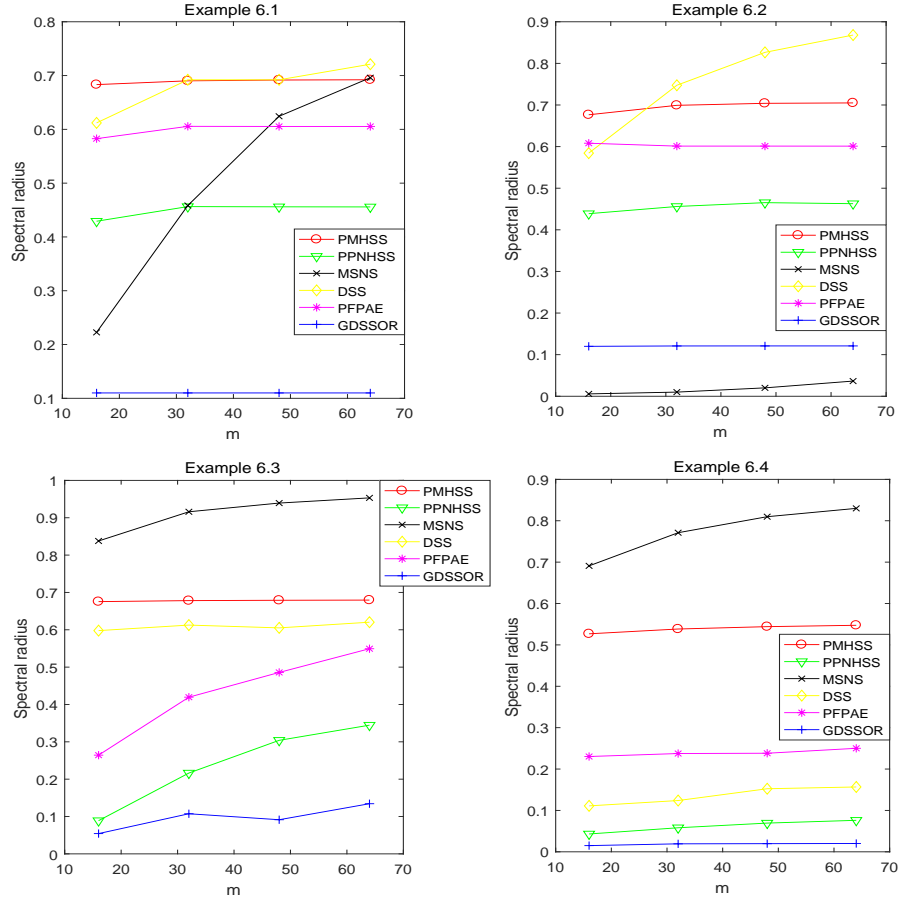 Example 6.1
Spectral radius
0.8
0.7
0.6
0.5
0.4
0.3
0.2
0.1
10 20 30 40 50 60 70
m
PMHSS
PPNHSS
MSNS
DSS
PFPAE
GDSSOR
Example 6.2
Spectral radius
0.9
0.8
0.7
0.6
0.5
0.4
0.3
0.2
0.1
0
10 20 30 40 50 60 70
m
PMHSS
PPNHSS
MSNS
DSS
PFPAE
GDSSOR
Example 6.3
Spectral radius
1
0.9
0.8
0.7
0.6
0.5
0.4
0.3
0.2
0.1
0
10 20 30 40 50 60 70
m
PMHSS
PPNHSS
MSNS
DSS
PFPAE
GDSSOR
Example 6.4
Spectral radius
0.9
0.8
0.7
0.6
0.5
0.4
0.3
0.2
0.1
0
10 20 30 40 50 60 70
m
PMHSS
PPNHSS
MSNS
DSS
PFPAE
GDSSOR